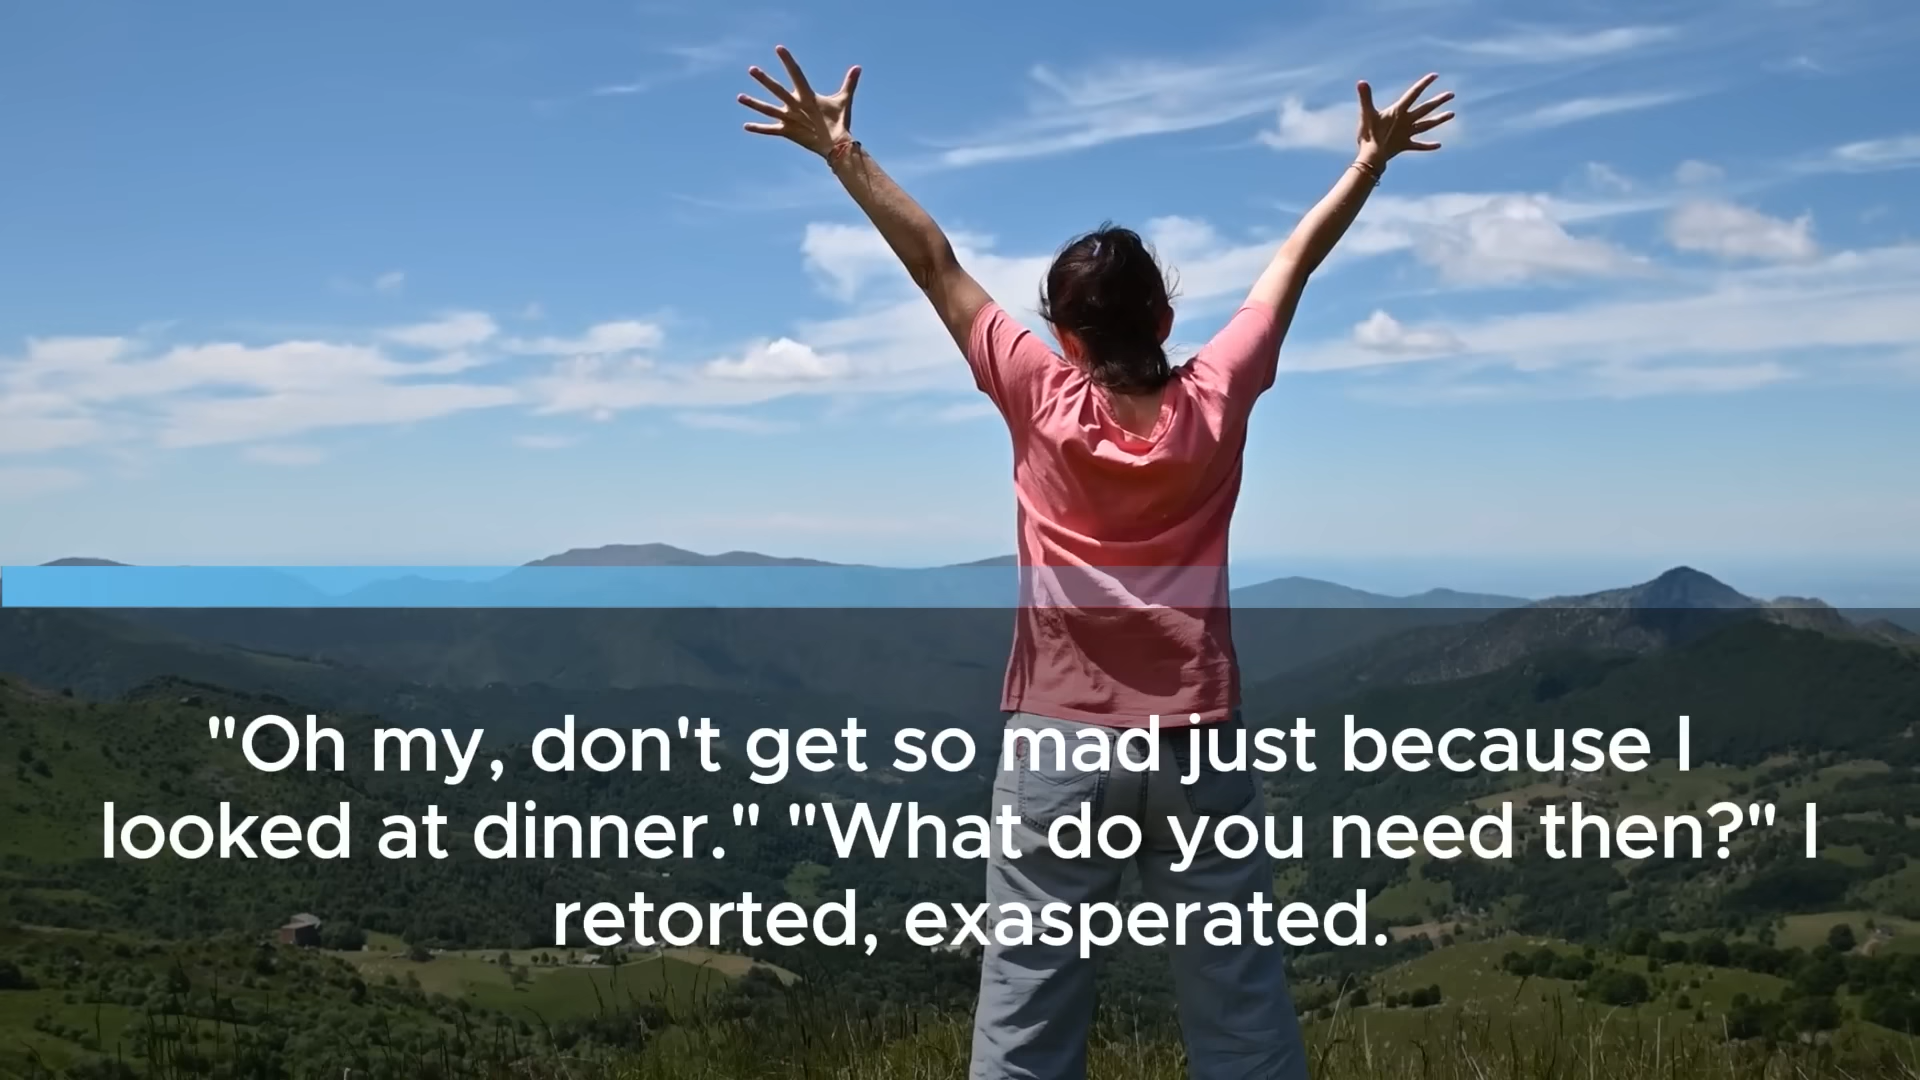 "Oh my, don't get so mad just because I
looked at dinner." "What do you need then?" I
retorted, exasperated.